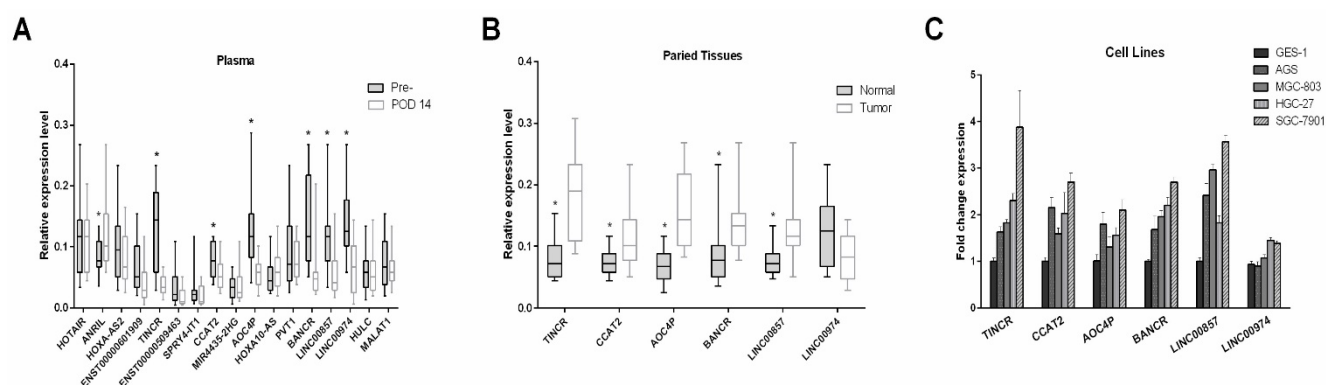 A
Plasma
Relative expression level
0.4
0.3
0.2
0.1
0.0
Pre-
POD 14
*
*
*
*
*
*
*
HOTAIR
ANRIL
HOXA-AS2
ENST00000601909
TINCR
ENST00000509463
SPRY4-IT1
CCAT2
MIR4435-2HG
AOC4P
HOXA10-AS
PVT1
BANCR
LINC00857
LINC00974
HULC
MALAT1
B
Paried Tissues
Relative expression level
0.4
0.3
0.2
0.1
0.0
Normal
Tumor
*
*
*
*
*
TINCR
CCAT2
AOC4P
BANCR
LINC00857
LINC00974
C
Cell Lines
Fold change expression
5
4
3
2
1
0
GES-1
AGS
MGC-803
HGC-27
SGC-7901
TINCR
CCAT2
AOC4P
BANCR
LINC00857
LINC00974